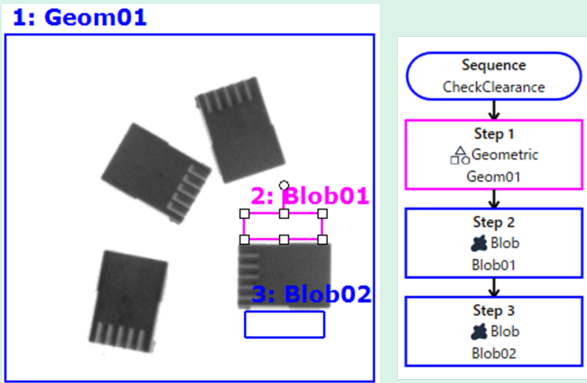 1: Geom01
2: Blob01
3: Blob02
Sequence
CheckClearance
Step 1
Geometric
Geom01
Step 2
Blob
Blob01
Step 3
Blob
Blob02